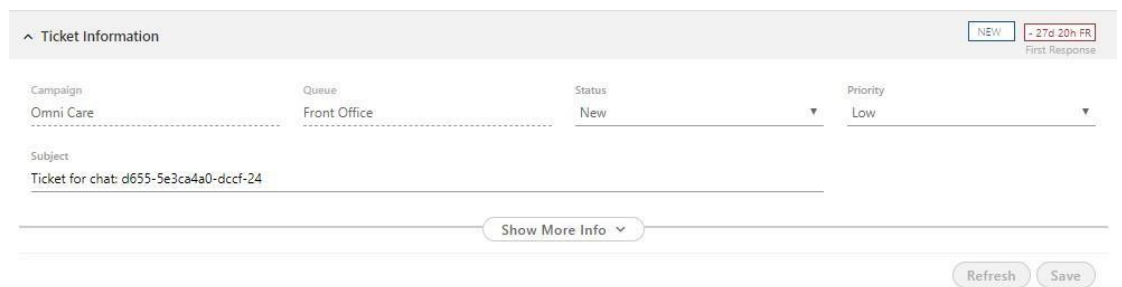 Ticket Information
NEW
- 27d 20h FR
First Response
Campaign Queue Status Priority
Omni Care Front Office New Low
Subject
Ticket for chat: d655-5e3ca4a0-dccf-24
Show More Info
Refresh Save